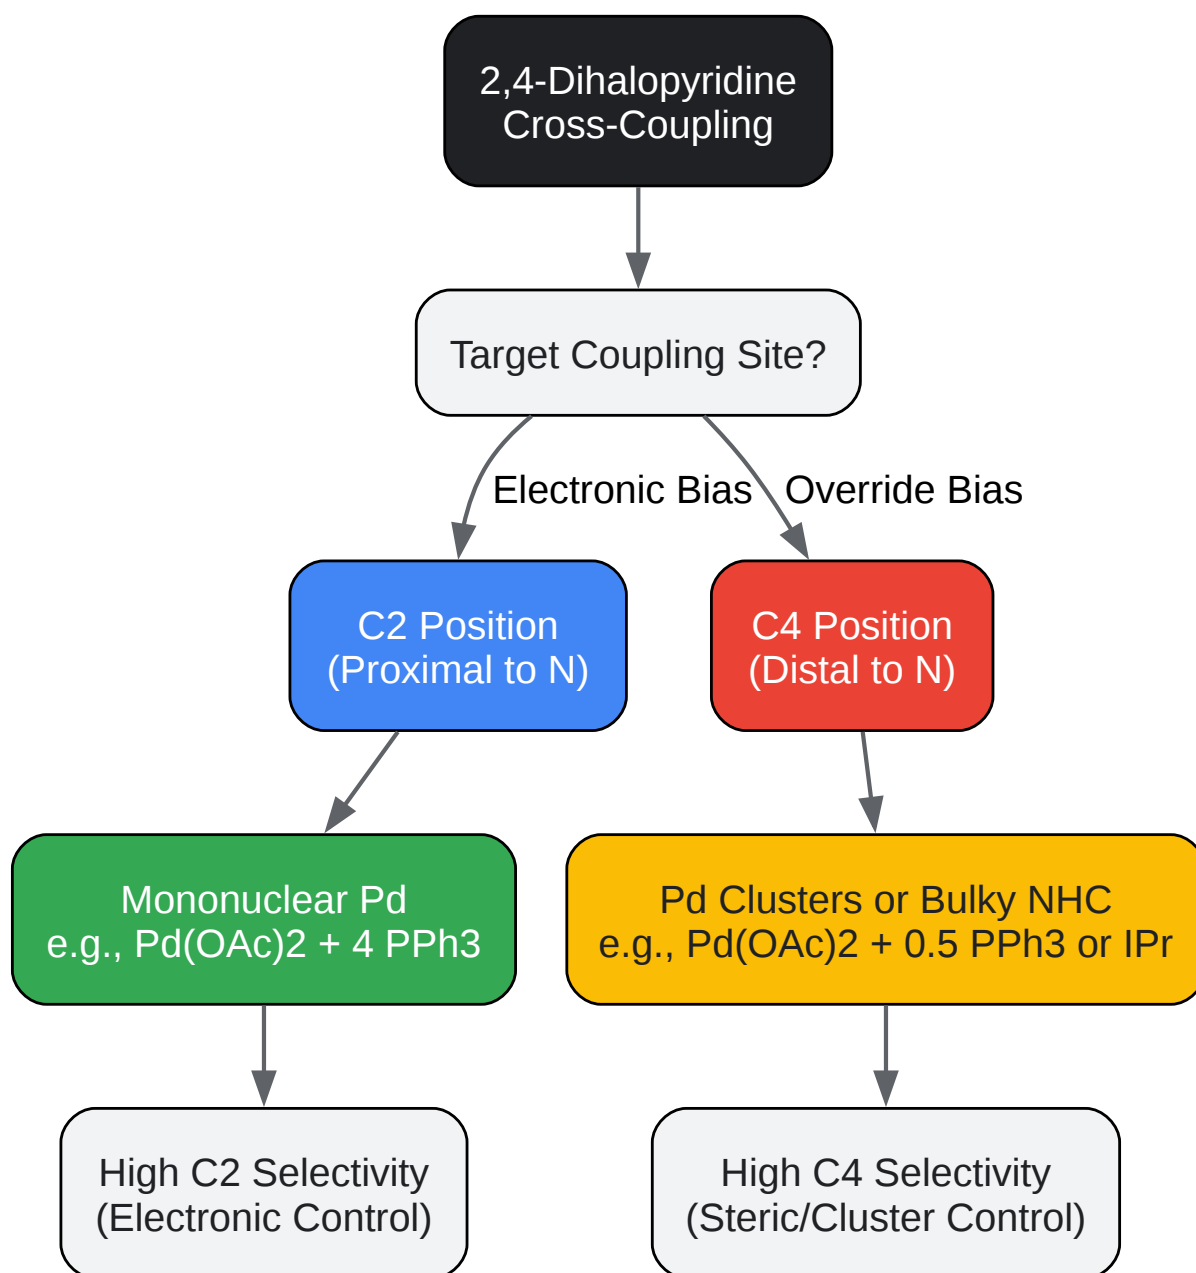 2,4-Dihalopyridine
Cross-Coupling
Target Coupling Site?
Electronic Bias
Override Bias
C2 Position
(Proximal to N)
C4 Position
(Distal to N)
Mononuclear Pd
e.g., Pd(OAc)2 + 4 PPh3
Pd Clusters or Bulky NHC
e.g., Pd(OAc)2 + 0.5 PPh3 or IPr
High C2 Selectivity
(Electronic Control)
High C4 Selectivity
(Steric/Cluster Control)